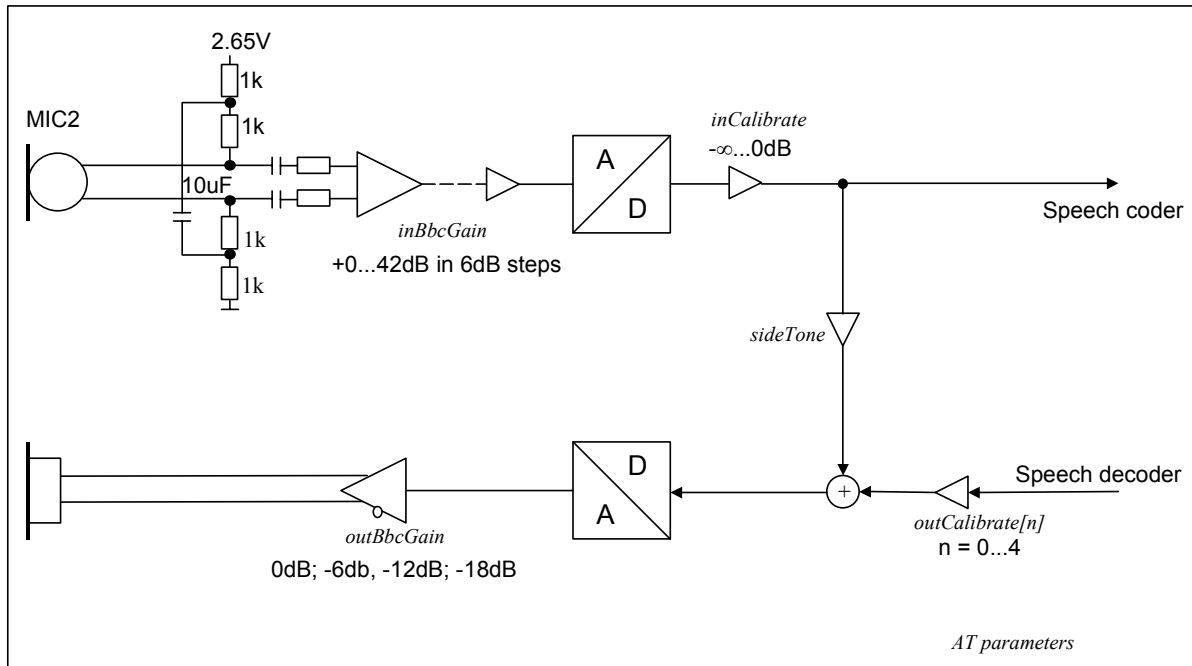 2.65V
1k
MIC2
1k
10uF
1k
1k
inBbcGain
+0...42dB in 6dB steps
A
D
inCalibrate
-∞...0dB
Speech coder
sideTone
D
A
+
Speech decoder
outCalibrate[n]
n = 0...4
outBbcGain
0dB; -6db, -12dB; -18dB
AT parameters